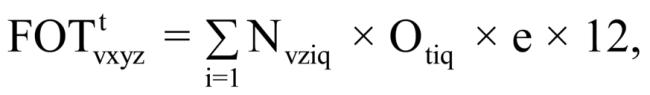 FOT^t_vxyz = ∑_{i=1} N_vziq × O_tiq × e × 12,